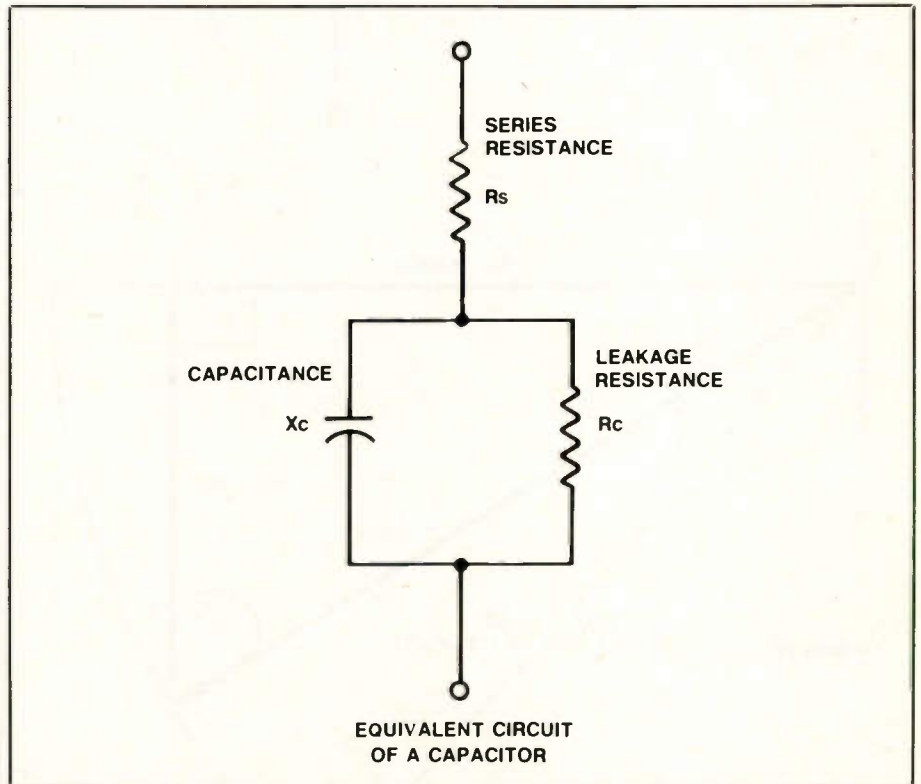 SERIES
RESISTANCE
Rs
CAPACITANCE
Xc
LEAKAGE
RESISTANCE
Rc
EQUIVALENT CIRCUIT
OF A CAPACITOR